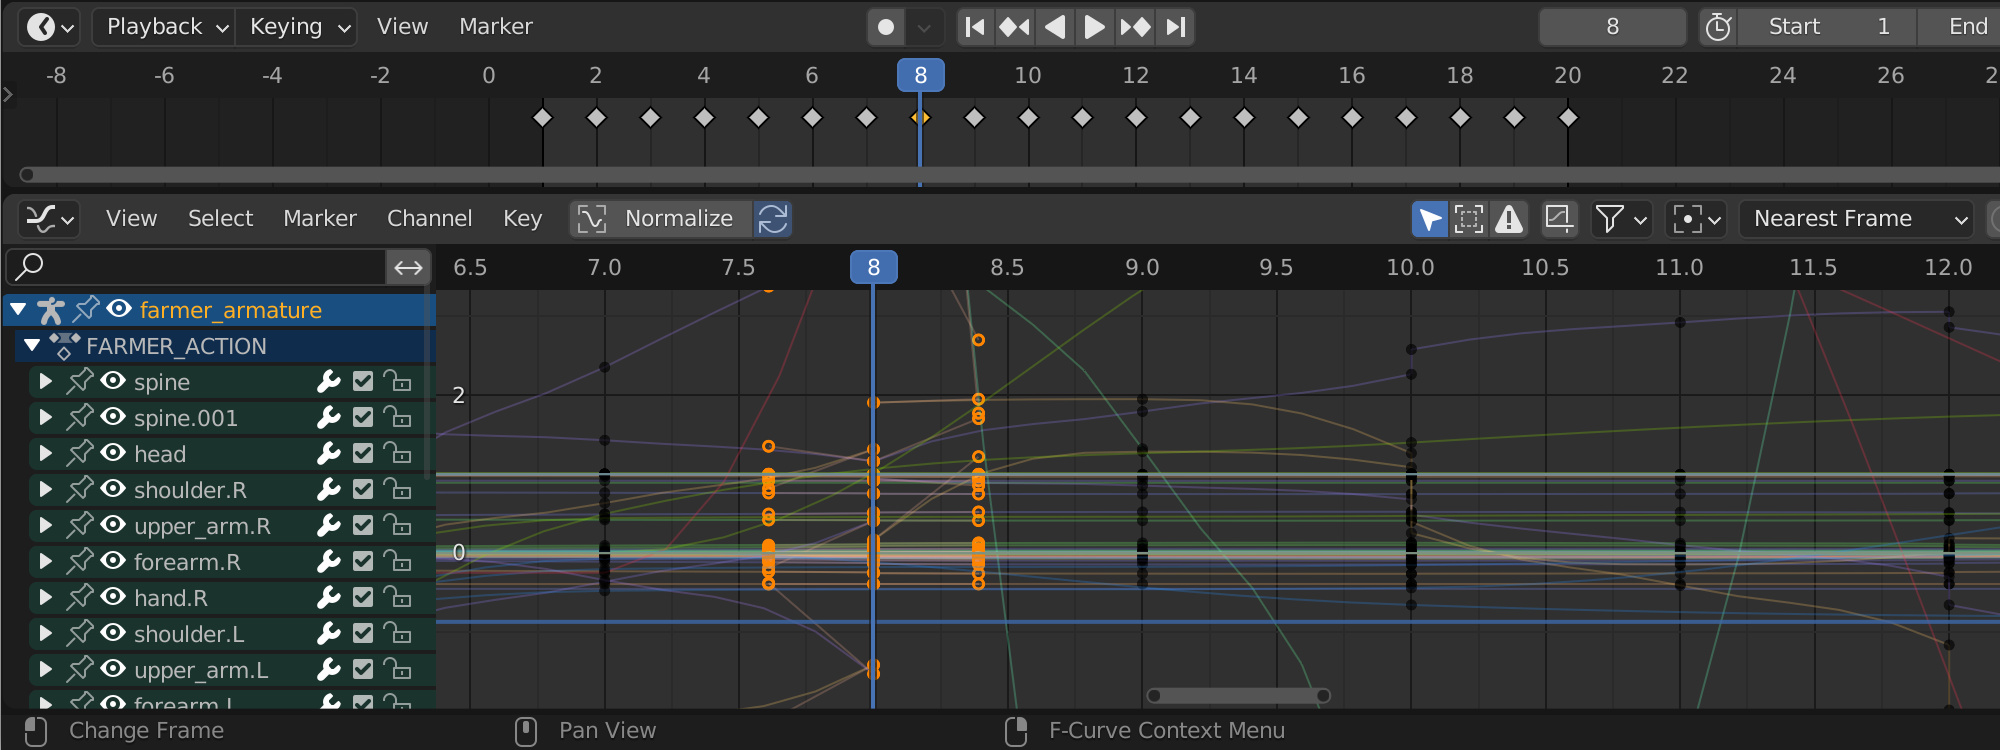 Playback Keying View Marker 8 Start 1 End
-8 -6 -4 -2 0 2 4 6 8 10 12 14 16 18 20 22 24 26
View Select Marker Channel Key Normalize Nearest Frame
6.5 7.0 7.5 8 8.5 9.0 9.5 10.0 10.5 11.0 11.5 12.0
farmer_armature
FARMER_ACTION
spine
2
spine.001
head
shoulder.R
upper_arm.R
0
forearm.R
hand.R
shoulder.L
upper_arm.L
forearm.L
Change Frame Pan View F-Curve Context Menu